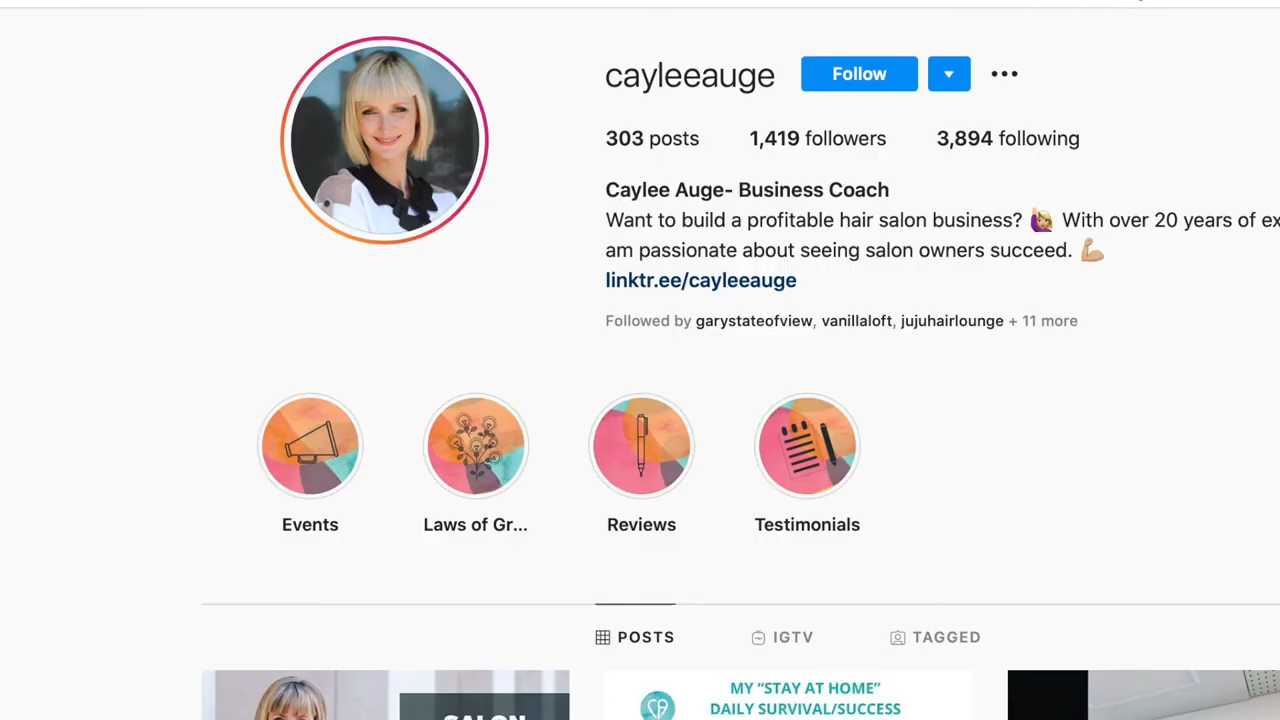 cayleeauge
Follow
303 posts
1,419 followers
3,894 following
Caylee Auge- Business Coach
Want to build a profitable hair salon business? 🙋🏼‍♀️ With over 20 years of
am passionate about seeing salon owners succeed. 💪🏼
linktr.ee/cayleeauge
Followed by garystateofview, vanillaloft, jujuhairlounge + 11 more
Events
Laws of Gr...
Reviews
Testimonials
POSTS
IGTV
TAGGED
MY “STAY AT HOME”
DAILY SURVIVAL/SUCCESS
SALON